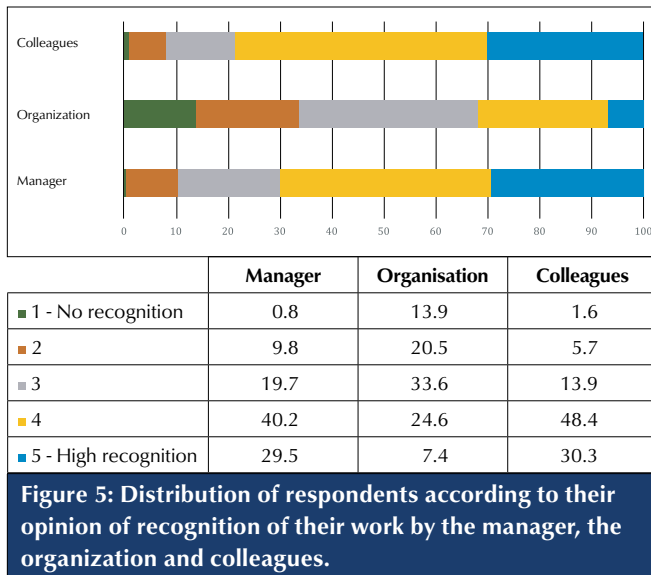 Colleagues
Organization
Manager
0 10 20 30 40 50 60 70 80 90 100
Manager Organisation Colleagues
1 - No recognition 0.8 13.9 1.6
2 9.8 20.5 5.7
3 19.7 33.6 13.9
4 40.2 24.6 48.4
5 - High recognition 29.5 7.4 30.3
Figure 5: Distribution of respondents according to their
opinion of recognition of their work by the manager, the
organization and colleagues.